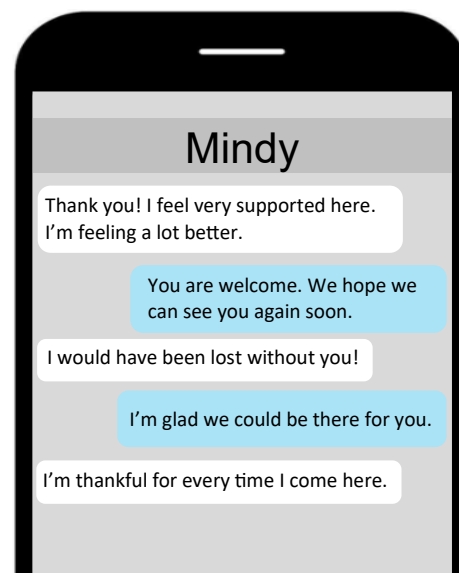 Mindy
Thank you! I feel very supported here.
I’m feeling a lot better.
You are welcome. We hope we
can see you again soon.
I would have been lost without you!
I’m glad we could be there for you.
I’m thankful for every time I come here.